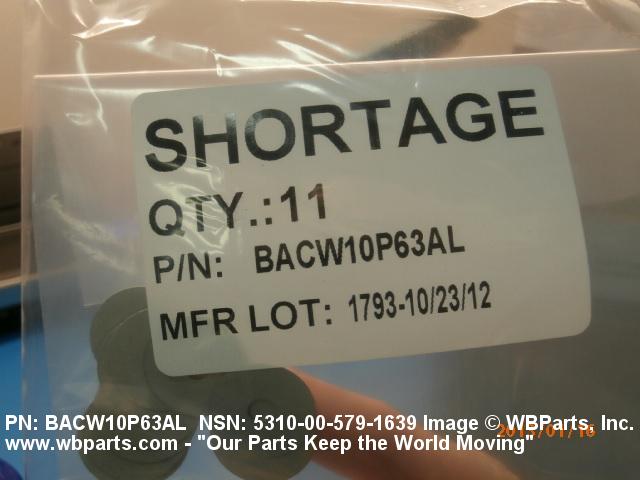 SHORTAGE
QTY.:11
P/N: BACW10P63AL
MFR LOT: 1793-10/23/12
PN: BACW10P63AL NSN: 5310-00-579-1639 Image © WBParts, Inc.
www.wbparts.com - "Our Parts Keep the World Moving"